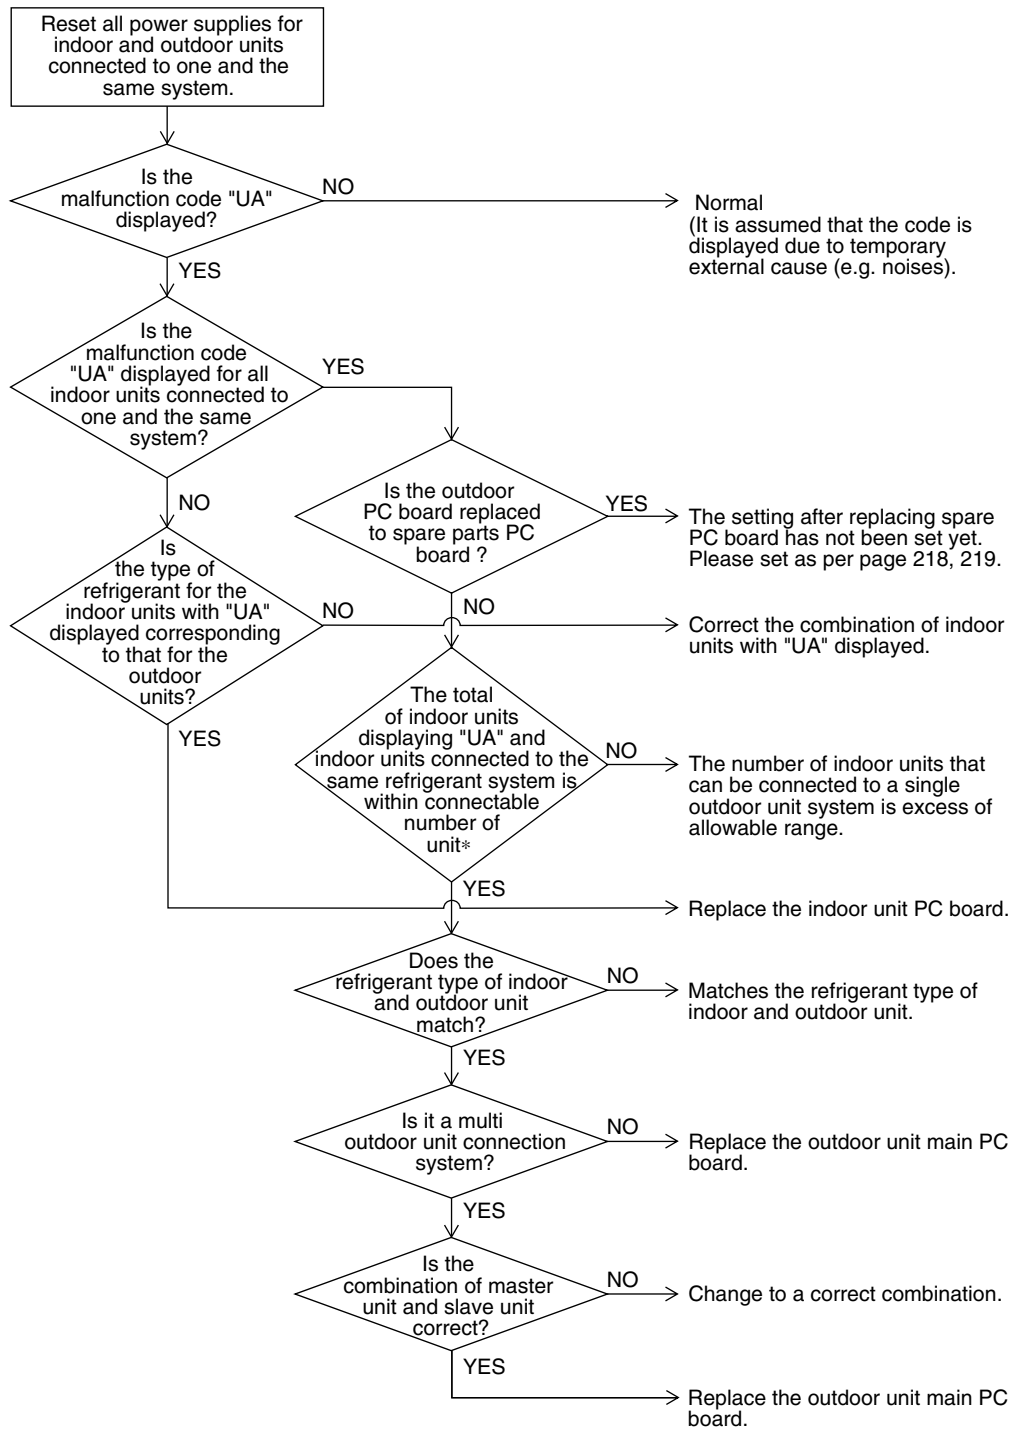 Reset all power supplies for
indoor and outdoor units
connected to one and the
same system.
Is the
malfunction code "UA"
displayed?
NO
Normal
(It is assumed that the code is
displayed due to temporary
external cause (e.g. noises).
YES
Is the
malfunction code
"UA" displayed for all
indoor units connected to
one and the same
system?
YES
NO
Is the outdoor
PC board replaced
to spare parts PC
board ?
YES
The setting after replacing spare
PC board has not been set yet.
Please set as per page 218, 219.
NO
Is
the type of
refrigerant for the
indoor units with "UA"
displayed corresponding
to that for the
outdoor
units?
NO
Correct the combination of indoor
units with "UA" displayed.
YES
The total
of indoor units
displaying "UA" and
indoor units connected to the
same refrigerant system is
within connectable
number of
unit*
NO
The number of indoor units that
can be connected to a single
outdoor unit system is excess of
allowable range.
YES
Replace the indoor unit PC board.
Does the
refrigerant type of indoor
and outdoor unit
match?
NO
Matches the refrigerant type of
indoor and outdoor unit.
YES
Is it a multi
outdoor unit connection
system?
NO
Replace the outdoor unit main PC
board.
YES
Is the
combination of master
unit and slave unit
correct?
NO
Change to a correct combination.
YES
Replace the outdoor unit main PC
board.